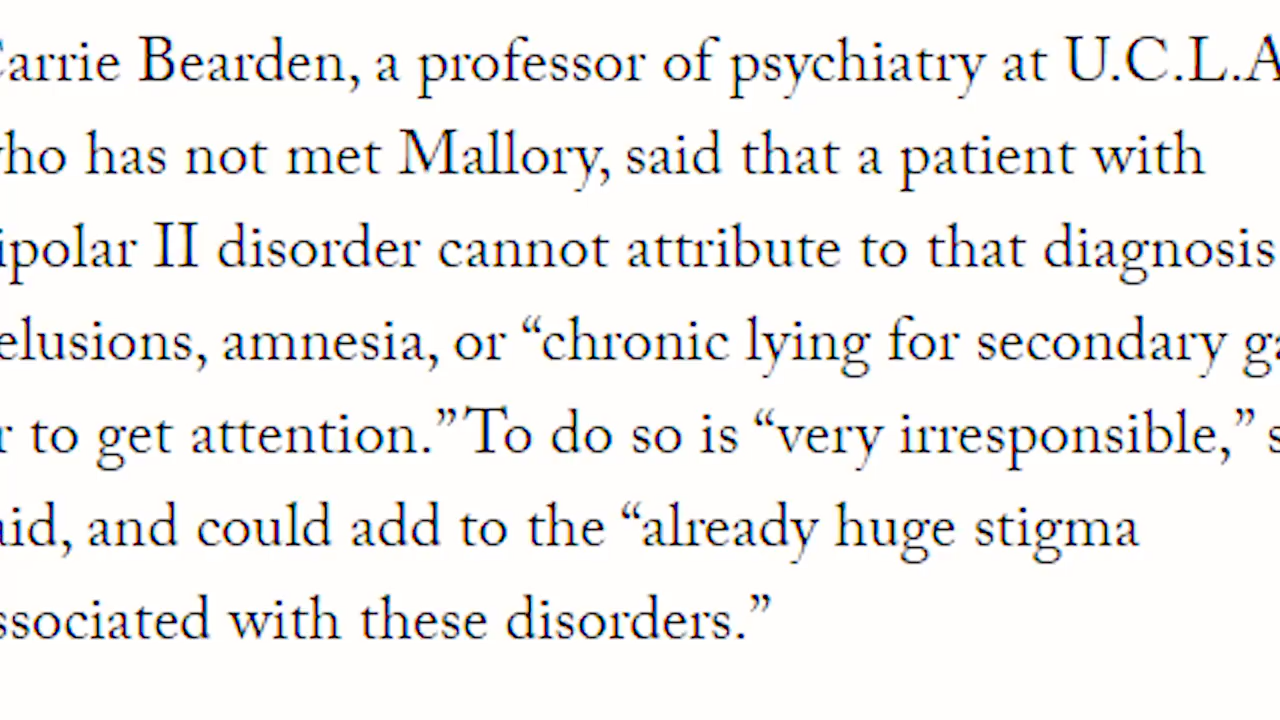 Carrie Bearden, a professor of psychiatry at U.C.L.A
who has not met Mallory, said that a patient with
ipolar II disorder cannot attribute to that diagnosis
elusions, amnesia, or “chronic lying for secondary ga
r to get attention.” To do so is “very irresponsible,” s
aid, and could add to the “already huge stigma
ssociated with these disorders.”